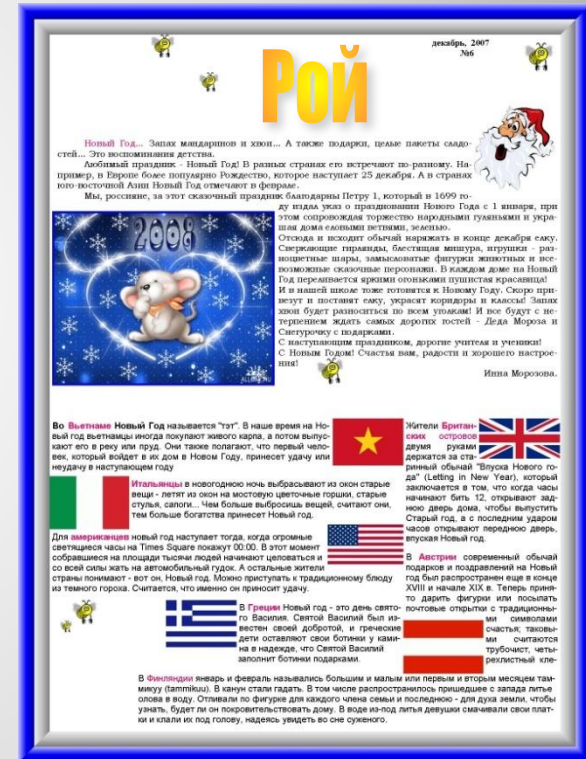 декабрь, 2007
№6
Рой
Новый Год... Запах мандаринов и хвои... А также подарки, целые пакеты сладо-
стей... Это воспоминания детства.
Любимый праздник - Новый Год! В разных странах его встречают по-разному. На-
пример, в Европе более популярно Рождество, которое наступает 25 декабря. А в странах
юго-восточной Азии Новый Год отмечают в феврале.
Мы, россияне, за этот сказочный праздник благодарны Петру 1, который в 1699 го-
ду издал указ о праздновании Нового Года с 1 января, при
этом сопровождая торжество народными гуляньями и укра-
шая дома еловыми ветвями, зеленью.
Отсюда и исходит обычай наряжать в конце декабря елку.
Сверкающие гирлянды, блестящая мишура, игрушки - раз-
ноцветные шары, замысловатые фигурки животных и все-
возможные сказочные персонажи. В каждом доме на Новый
Год переливается яркими огоньками пушистая красавица!
И в нашей школе тоже готовятся к Новому Году. Скоро при-
везут и поставят елку, украсят коридоры и классы! Запах
хвои будет разноситься по всем уголкам! И все будут с не-
терпением ждать самых дорогих гостей - Деда Мороза и
Снегурочку с подарками.
С наступающим праздником, дорогие учителя и ученики!
С Новым Годом! Счастья вам, радости и хорошего настрое-
ния!
Инна Морозова.
2008
Во Вьетнаме Новый Год называется "тэт". В наше время на Но-
вый год вьетнамцы иногда покупают живого карпа, а потом выпус-
кают его в реку или пруд. Они также полагают, что первый чело-
век, который войдет в их дом в Новом Году, принесет удачу или
неудачу в наступающем году
Итальянцы в новогоднюю ночь выбрасывают из окон старые
вещи - летят из окон на мостовую цветочные горшки, старые
стулья, сапоги... Чем больше выбросишь вещей, считают они,
тем больше богатства принесет Новый год.
Для американцев новый год наступает тогда, когда огромные
светящиеся часы на Times Square покажут 00:00. В этот момент
собравшиеся на площади тысячи людей начинают целоваться и
со всей силы жать на автомобильный гудок. А остальные жители
страны понимают - вот он, Новый год. Можно приступать к традиционному блюду
из темного гороха. Считается, что именно он приносит удачу.
В Греции Новый год - это день свято-
го Василия. Святой Василий был из-
вестен своей добротой, и греческие
дети оставляют свои ботинки у ками-
на в надежде, что Святой Василий
заполнит ботинки подарками.
Жители Британ-
ских островов
двумя руками
держатся за ста-
ринный обычай "Впуска Нового го-
да" (Letting in New Year), который
заключается в том, что когда часы
начинают бить 12, открывают зад-
нюю дверь дома, чтобы выпустить
Старый год, а с последним ударом
часов открывают переднюю дверь,
впуская Новый год.
В Австрии современный обычай
подарков и поздравлений на Новый
год был распространен еще в конце
XVIII и начале XIX в. Теперь приня-
то дарить фигурки или посылать
почтовые открытки с традиционны-
ми символами
счастья; таковы-
ми считаются
трубочист, четы-
рехлистный кле-
В Финляндии январь и февраль назывались большим и малым или первым и вторым месяцем там-
микуу (tammikuu). В канун стали гадать. В том числе распространилось пришедшее с запада литье
олова в воду. Отливали по фигурке для каждого члена семьи и последнюю - для духа земли, чтобы
узнать, будет ли он покровительствовать дому. В воде из-под литья девушки смачивали свои плат-
ки и клали их под голову, надеясь увидеть во сне суженого.